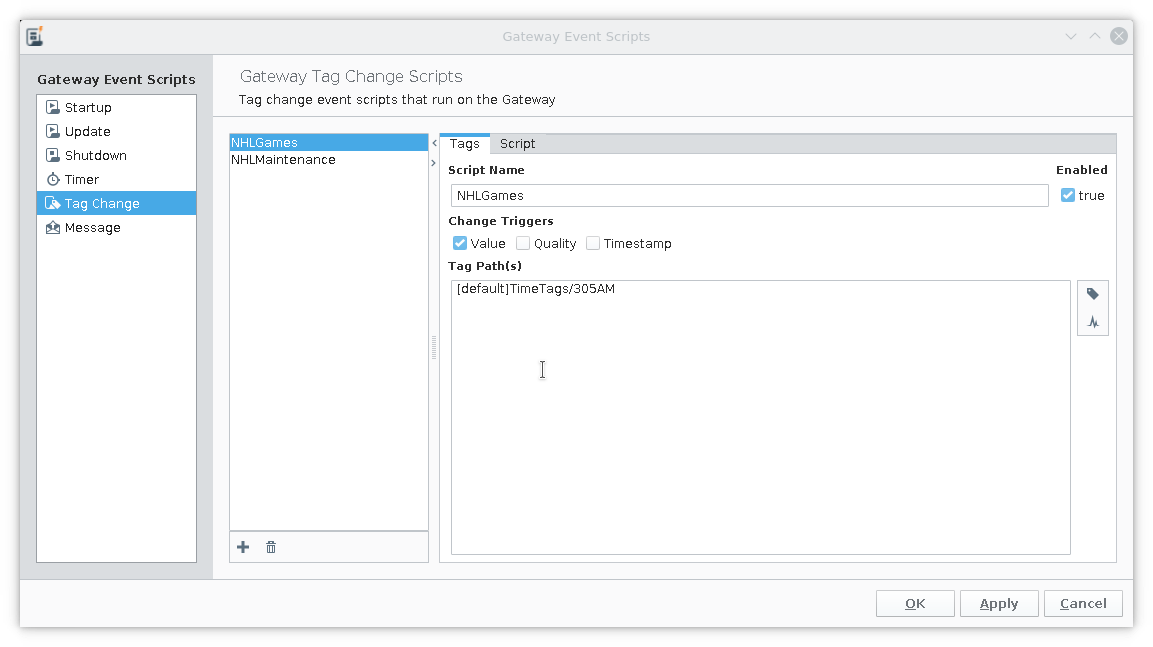 Gateway Event Scripts
Gateway Event Scripts
Startup
Update
Shutdown
Timer
Tag Change
Message
Gateway Tag Change Scripts
Tag change event scripts that run on the Gateway
NHLGames
NHLMaintenance
Tags Script
Script Name Enabled
NHLGames true
Change Triggers
Value Quality Timestamp
Tag Path(s)
[default]TimeTags/305AM
OK Apply Cancel